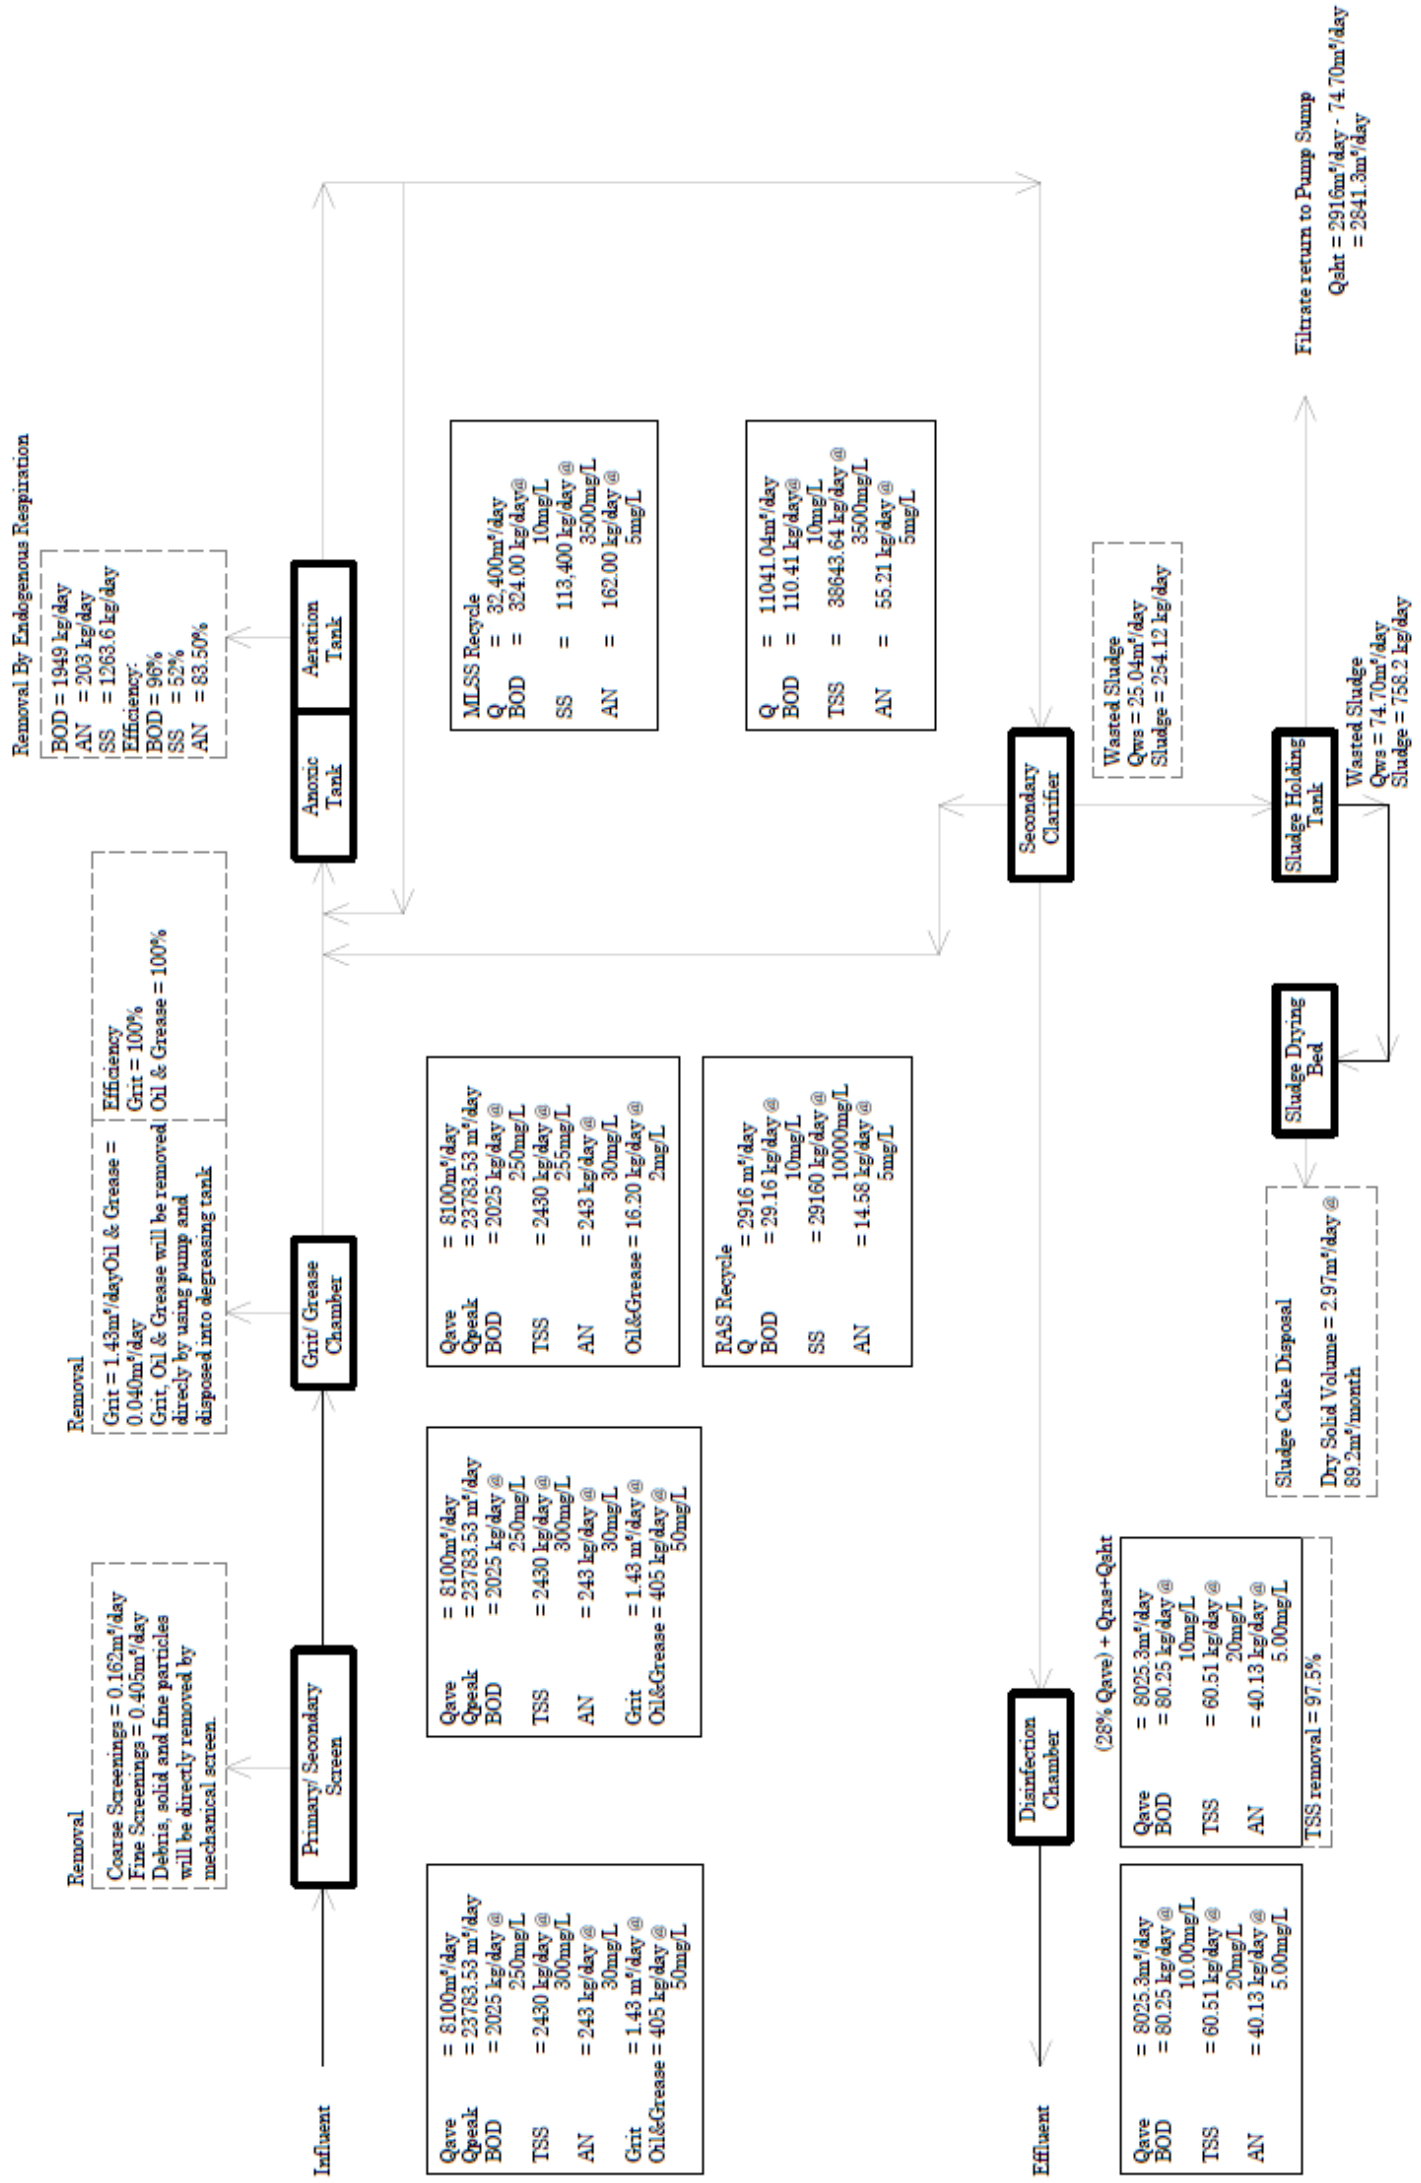 Removal
Coarse Screenings = 0.162m³/day
Fine Screenings = 0.405m³/day
Debris, solid and fine particles
will be directly removed by
mechanical screen.
Removal
Grit = 1.43m³/dayOil & Grease =
0.040m³/day
Grit, Oil & Grease will be removed
direcly by using pump and
disposed into degreasing tank
Efficiency
Grit = 100%
Oil & Grease = 100%
Removal By Endogenous Respiration
BOD = 1949 kg/day
AN = 203 kg/day
SS = 1263.6 kg/day
Efficiency:
BOD = 96%
SS = 52%
AN = 83.50%
Influent
Primary/ Secondary
Screen
Grit/ Grease
Chamber
Anoxic
Tank
Aeration
Tank
Qave = 8100m³/day
Qpeak = 23783.53 m³/day
BOD = 2025 kg/day @
250mg/L
TSS = 2430 kg/day @
300mg/L
AN = 243 kg/day @
30mg/L
Grit = 1.43 m³/day @
Oil&Grease = 405 kg/day @
50mg/L
Qave = 8100m³/day
Qpeak = 23783.53 m³/day
BOD = 2025 kg/day @
250mg/L
TSS = 2430 kg/day @
300mg/L
AN = 243 kg/day @
30mg/L
Grit = 1.43 m³/day @
Oil&Grease = 405 kg/day @
50mg/L
Qave = 8100m³/day
Qpeak = 23783.53 m³/day
BOD = 2025 kg/day @
250mg/L
TSS = 2430 kg/day @
255mg/L
AN = 243 kg/day @
30mg/L
Oil&Grease = 16.20 kg/day @
2mg/L
MLSS Recycle
Q = 32,400m³/day
BOD = 324.00 kg/day@
10mg/L
SS = 113,400 kg/day @
3500mg/L
AN = 162.00 kg/day @
5mg/L
RAS Recycle
Q = 2916 m³/day
BOD = 29.16 kg/day @
10mg/L
SS = 29160 kg/day @
10000mg/L
AN = 14.58 kg/day @
5mg/L
Q = 11041.04m³/day
BOD = 110.41 kg/day@
10mg/L
TSS = 38643.64 kg/day @
3500mg/L
AN = 55.21 kg/day @
5mg/L
Effluent
Disinfection
Chamber
Secondary
Clarifier
(28% Qave) + Qras+Qsht
Qave = 8025.3m³/day
BOD = 80.25 kg/day @
10.00mg/L
TSS = 60.51 kg/day @
20mg/L
AN = 40.13 kg/day @
5.00mg/L
Qave = 8025.3m³/day
BOD = 80.25 kg/day @
10mg/L
TSS = 60.51 kg/day @
20mg/L
AN = 40.13 kg/day @
5.00mg/L
TSS removal = 97.5%
Wasted Sludge
Qws = 25.04m³/day
Sludge = 254.12 kg/day
Sludge Cake Disposal
Dry Solid Volume = 2.97m³/day @
89.2m³/month
Sludge Drying
Bed
Sludge Holding
Tank
Wasted Sludge
Qws = 74.70m³/day
Sludge = 758.2 kg/day
Filtrate return to Pump Sump
Qsht = 2916m³/day - 74.70m³/day
= 2841.3m³/day